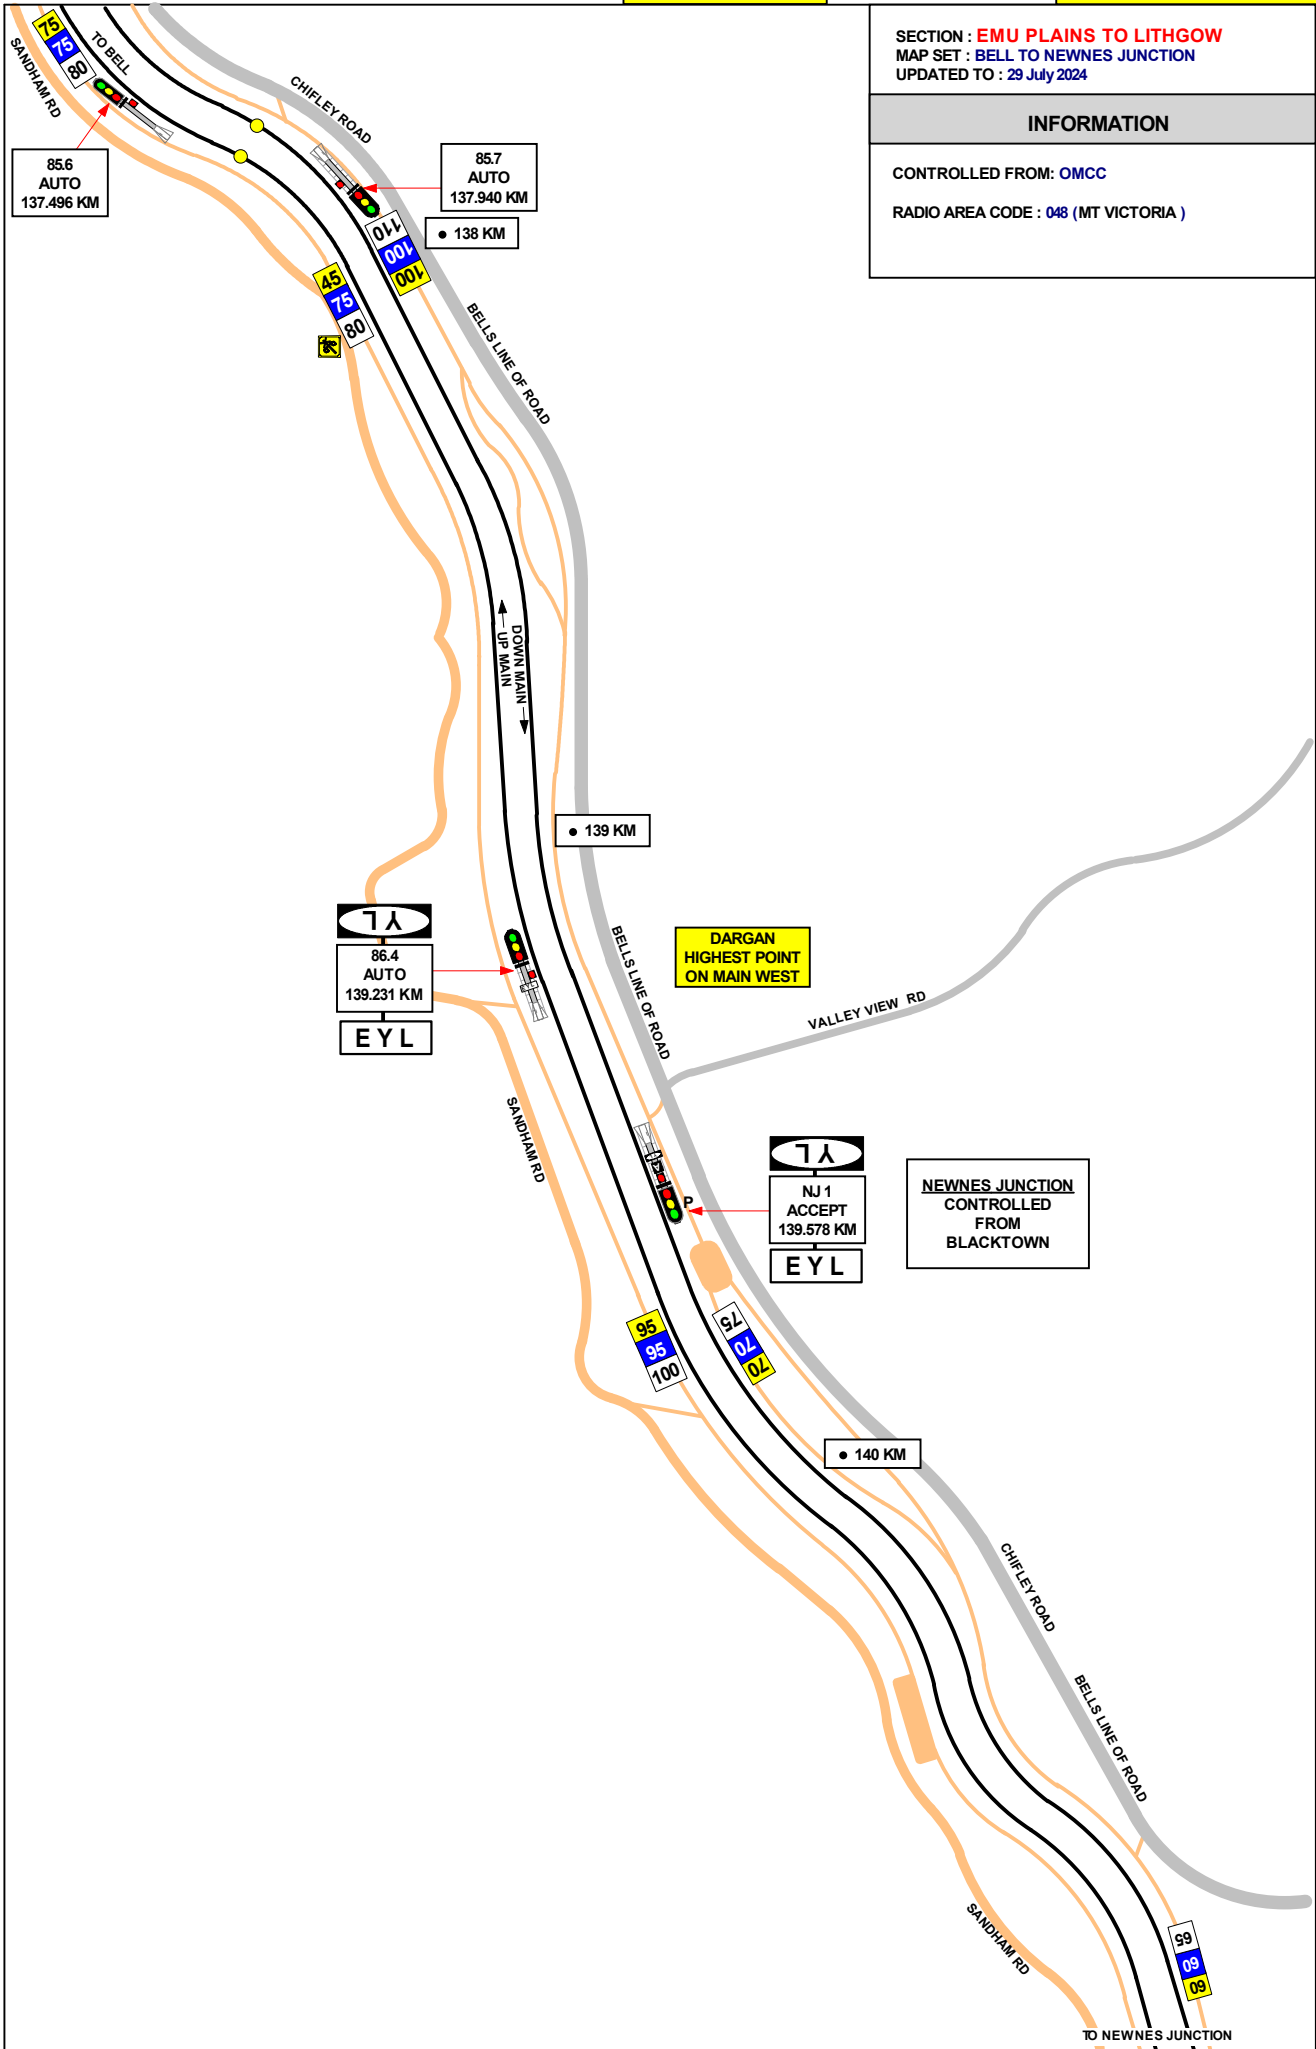 SECTION : EMU PLAINS TO LITHGOW
MAP SET : BELL TO NEWNES JUNCTION
UPDATED TO : 29 July 2024
INFORMATION
CONTROLLED FROM: OMCC
RADIO AREA CODE : 048 (MT VICTORIA )
75
75
80
TO BELL
SANDHAM RD
CHIFLEY ROAD
85.6
AUTO
137.496 KM
85.7
AUTO
137.940 KM
110
100
100
● 138 KM
45
75
80
BELLS LINE OF ROAD
UP MAIN
DOWN MAIN
● 139 KM
YL
86.4
AUTO
139.231 KM
EYL
BELLS LINE OF ROAD
DARGAN
HIGHEST POINT
ON MAIN WEST
VALLEY VIEW RD
SANDHAM RD
P
YL
NJ 1
ACCEPT
139.578 KM
EYL
NEWNES JUNCTION
CONTROLLED
FROM
BLACKTOWN
95
95
100
75
70
70
● 140 KM
CHIFLEY ROAD
BELLS LINE OF ROAD
SANDHAM RD
65
60
60
TO NEWNES JUNCTION